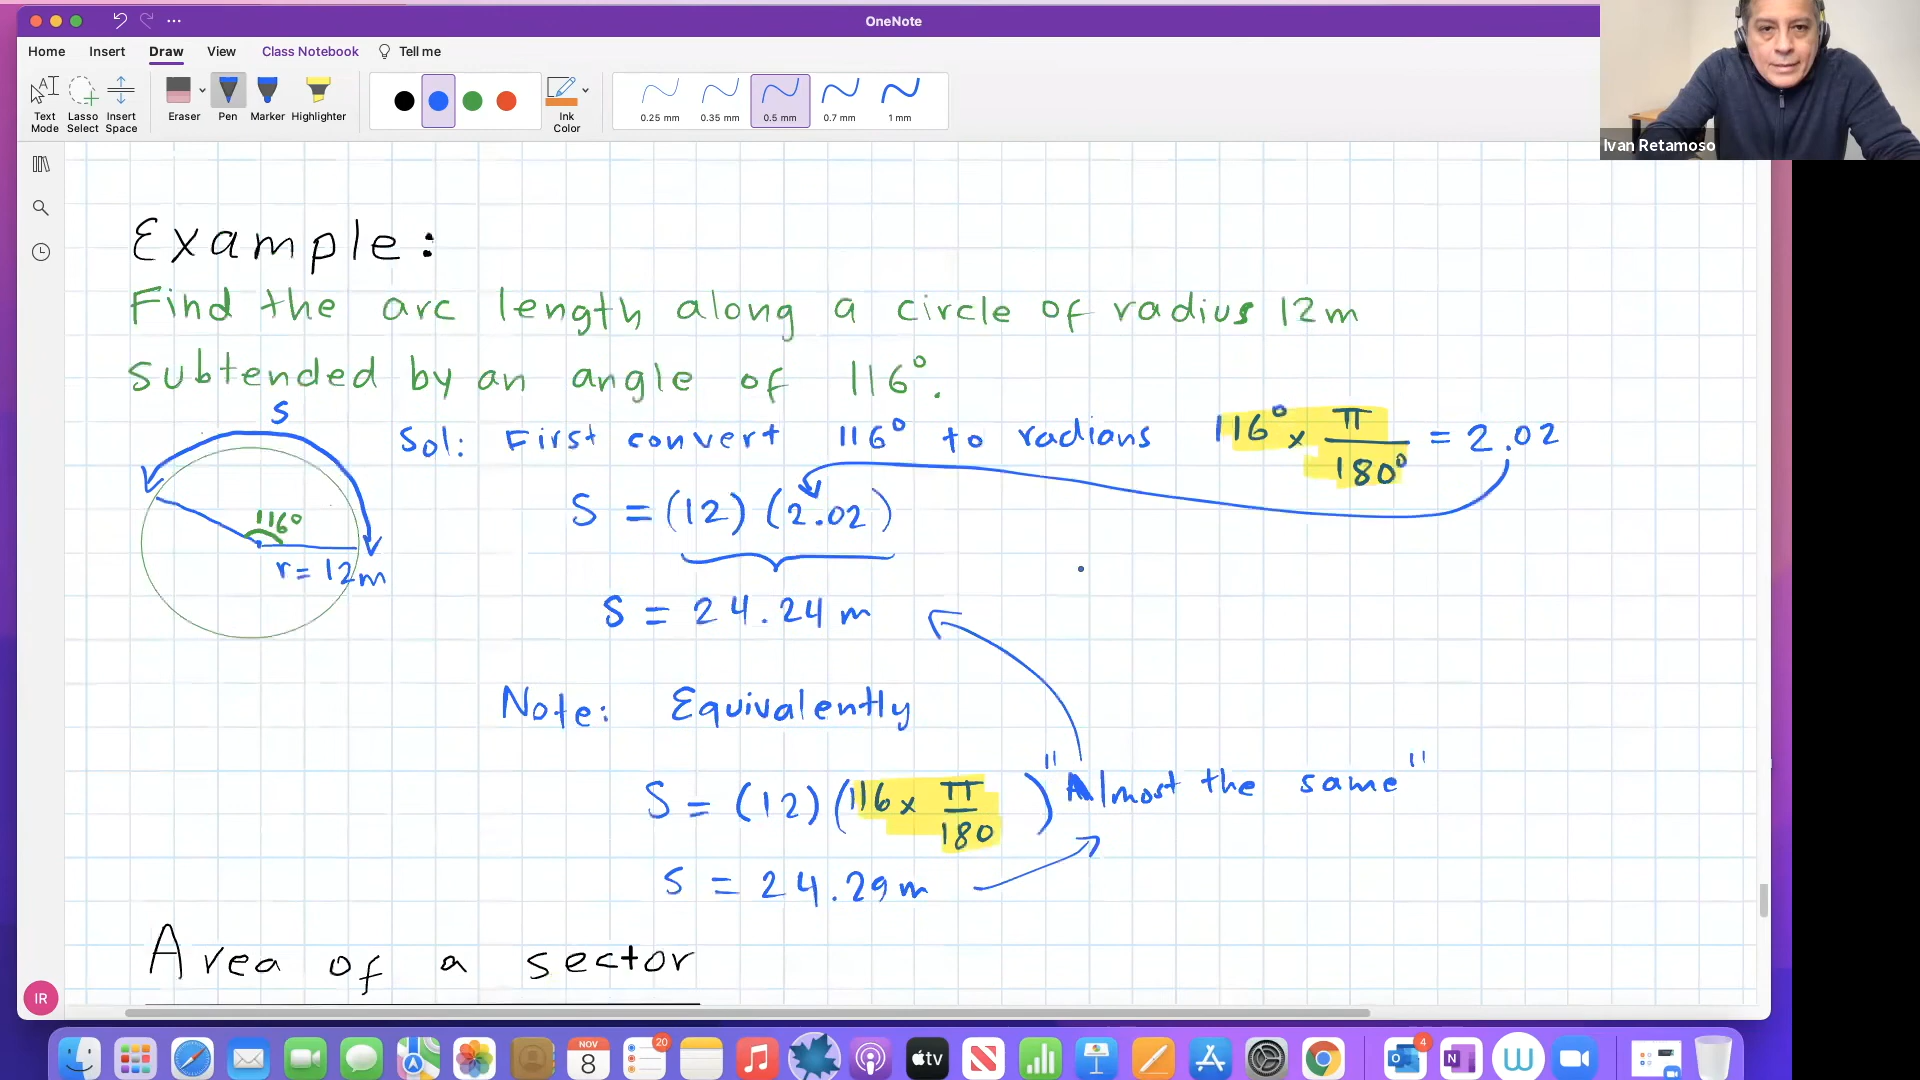 OneNote
Home Insert Draw View Class Notebook Tell me
Text Mode Lasso Select Insert Space Eraser Pen Marker Highlighter Ink Color 0.25 mm 0.35 mm 0.5 mm 0.7 mm 1 mm
Ivan Retamoso
Example:
Find the arc length along a circle of radius 12m
subtended by an angle of 116°.
S
Sol: First convert 116° to radians 116° x π/180° = 2.02
S = (12) (2.02)
116°
r = 12m
S = 24.24 m
Note: Equivalently
S = (12) (116 x π/180) "Almost the same"
S = 24.29 m
Area of a sector
IR
NOV
8
20
tv
4